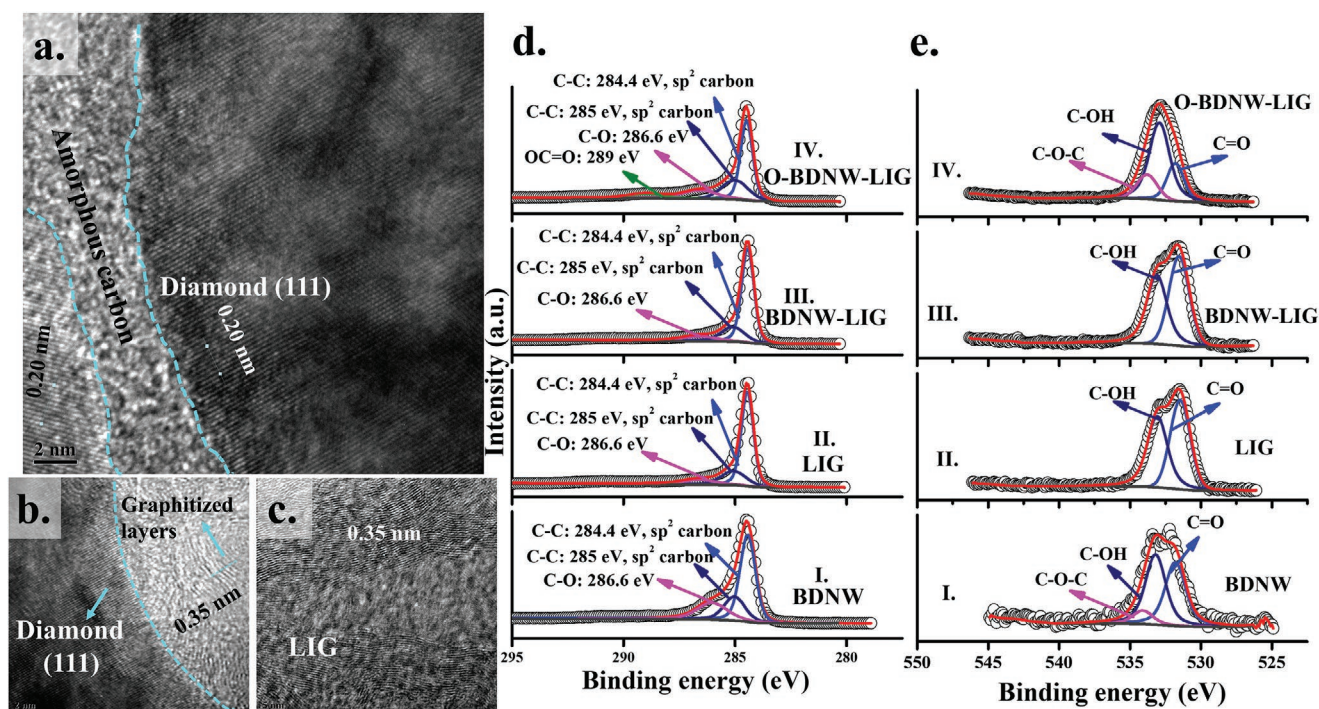 a.
Amorphous carbon
Diamond (111)
0.20 nm
0.20 nm
2 nm
b.
Graphitized
layers
0.35 nm
Diamond
(111)
c.
0.35 nm
LIG
d.
Intensity (a.u.)
C-C: 284.4 eV, sp² carbon
C-C: 285 eV, sp² carbon
C-O: 286.6 eV
OC=O: 289 eV
IV.
O-BDNW-LIG
C-C: 284.4 eV, sp² carbon
C-C: 285 eV, sp² carbon
C-O: 286.6 eV
III.
BDNW-LIG
C-C: 284.4 eV, sp² carbon
C-C: 285 eV, sp² carbon
C-O: 286.6 eV
II.
LIG
C-C: 284.4 eV, sp² carbon
C-C: 285 eV, sp² carbon
C-O: 286.6 eV
I.
BDNW
295 290 285 280
Binding energy (eV)
e.
O-BDNW-LIG
C-OH
C-O-C
C=O
IV.
C-OH
C=O
III.
BDNW-LIG
C-OH
C=O
II.
LIG
C=O
C-OH
C-O-C
I.
BDNW
550 545 540 535 530 525
Binding energy (eV)